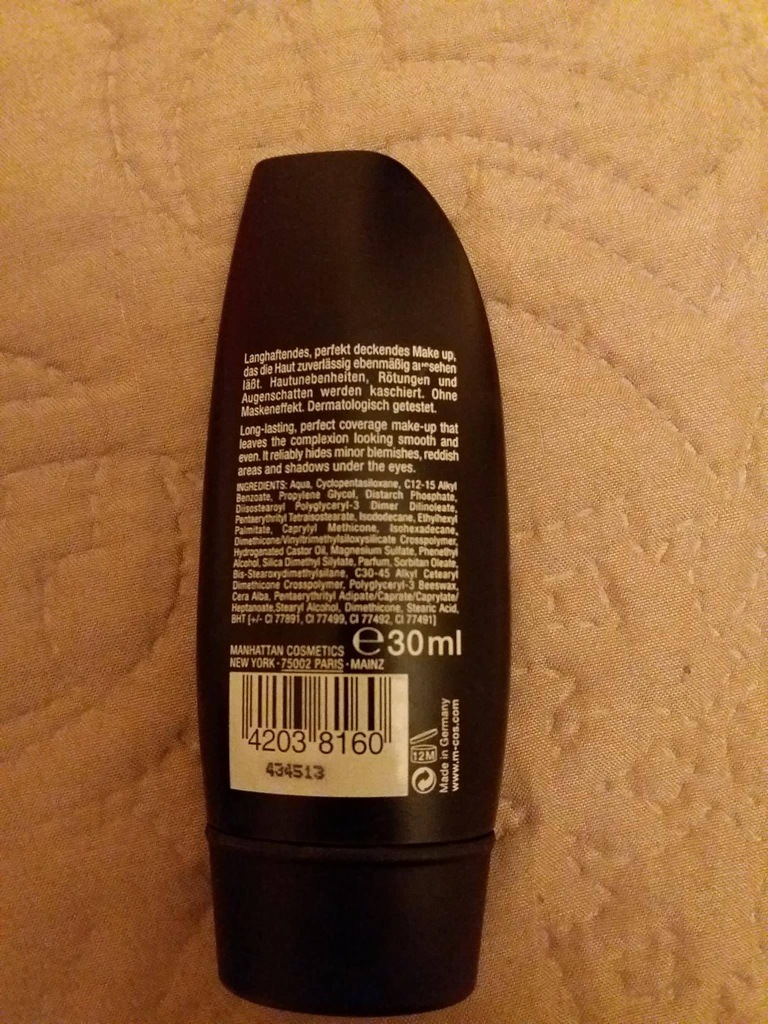 Langhaftendes, perfekt deckendes Make up,
das die Haut zuverlässig ebenmäßig aussehen
läßt. Hautunebenheiten, Rötungen und
Augenschatten werden kaschiert. Ohne
Maskeneffekt. Dermatologisch getestet.
Long-lasting, perfect coverage make-up that
leaves the complexion looking smooth and
even. It reliably hides minor blemishes, reddish
areas and shadows under the eyes.
INGREDIENTS: Aqua, Cyclopentasiloxane, C12-15 Alkyl
Benzoate, Propylene Glycol, Distarch Phosphate,
Diisostearoyl Polyglyceryl-3 Dimer Dilinoleate,
Pentaerythrityl Tetraisostearate, Isododecane, Ethylhexyl
Palmitate, Caprylyl Methicone, Isohexadecane,
Dimethicone/Vinyltrimethylsiloxysilicate Crosspolymer,
Hydrogenated Castor Oil, Magnesium Sulfate, Phenethyl
Alcohol, Silica Dimethyl Silylate, Parfum, Sorbitan Oleate,
Bis-Stearoxydimethylsilane, C30-45 Alkyl Cetearyl
Dimethicone Crosspolymer, Polyglyceryl-3 Beeswax,
Cera Alba, Pentaerythrityl Adipate/Caprate/Caprylate/
Heptanoate,Stearyl Alcohol, Dimethicone, Stearic Acid,
BHT [+/- CI 77891, CI 77499, CI 77492, CI 77491]
MANHATTAN COSMETICS ℮ 30 ml
NEW YORK · 75002 PARIS · MAINZ
4203 8160
434513
12M
Made in Germany
www.m-cos.com